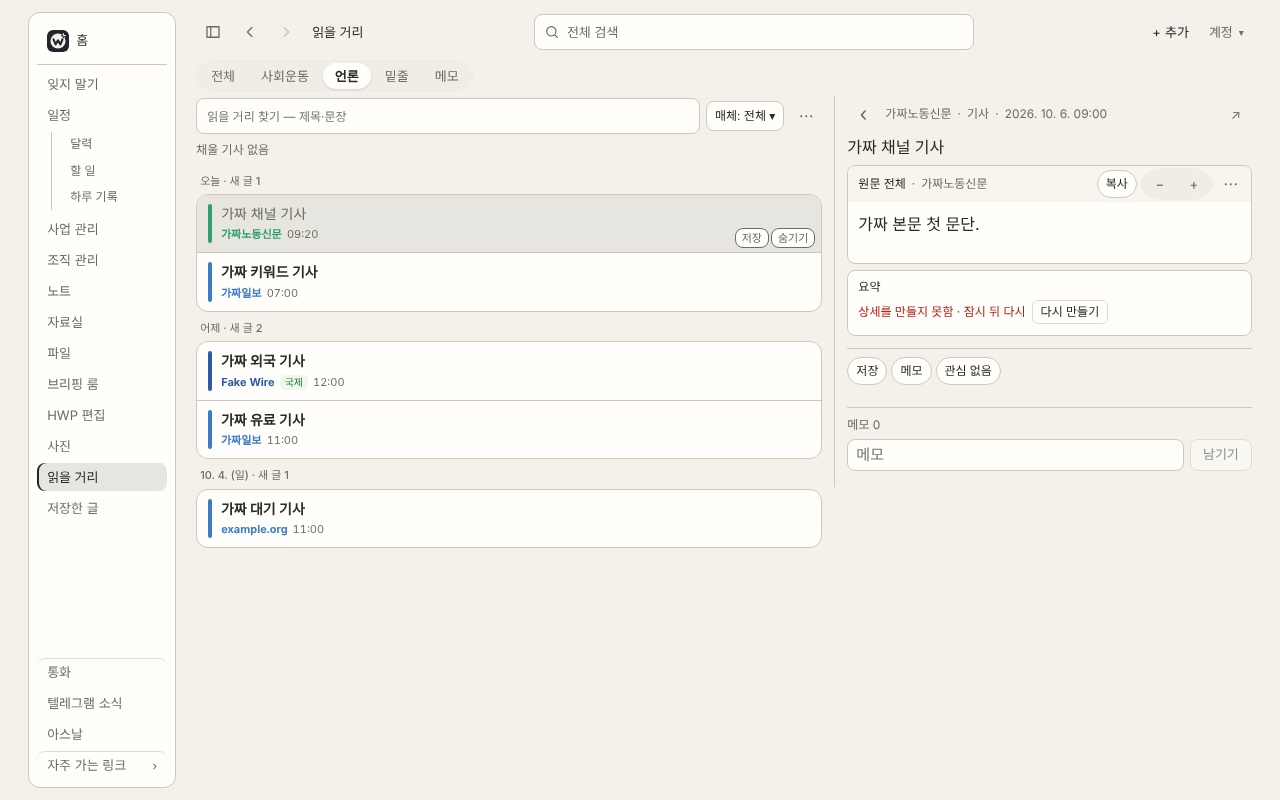 홈
잊지 말기
일정
달력
할 일
하루 기록
사업 관리
조직 관리
노트
자료실
파일
브리핑 룸
HWP 편집
사진
읽을 거리
저장한 글
통화
텔레그램 소식
아스날
자주 가는 링크 ›
읽을 거리
전체 검색
+ 추가
계정 ▾
전체 사회운동 언론 밑줄 메모
읽을 거리 찾기 — 제목·문장
매체: 전체 ▾
···
채울 기사 없음
오늘 · 새 글 1
가짜 채널 기사
가짜노동신문 09:20
저장 숨기기
가짜 키워드 기사
가짜일보 07:00
어제 · 새 글 2
가짜 외국 기사
Fake Wire 국제 12:00
가짜 유료 기사
가짜일보 11:00
10. 4. (일) · 새 글 1
가짜 대기 기사
example.org 11:00
가짜노동신문 · 기사 · 2026. 10. 6. 09:00
가짜 채널 기사
원문 전체 · 가짜노동신문
복사 − + ···
가짜 본문 첫 문단.
요약
상세를 만들지 못함 · 잠시 뒤 다시 다시 만들기
저장 메모 관심 없음
메모 0
메모
남기기